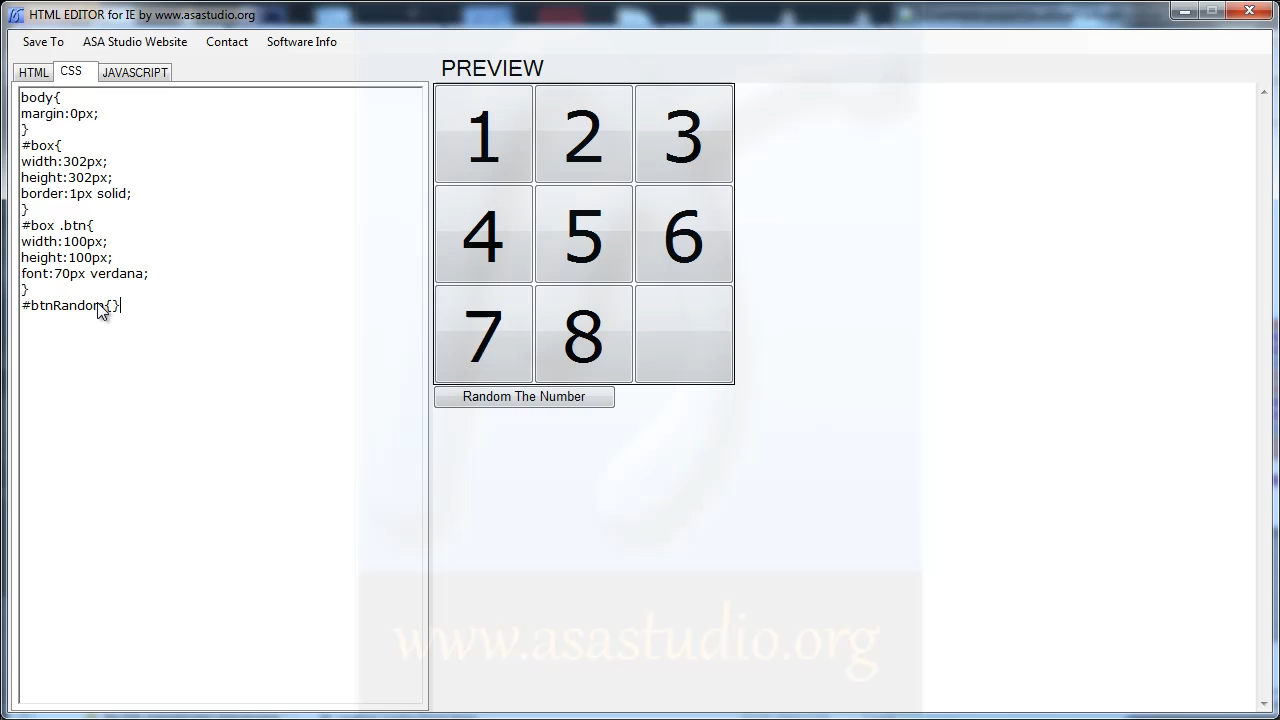 HTML EDITOR for IE by www.asastudio.org
Save To ASA Studio Website Contact Software Info
HTML CSS JAVASCRIPT
PREVIEW
body{
margin:0px;
}
#box{
width:302px;
height:302px;
border:1px solid;
}
#box .btn{
width:100px;
height:100px;
font:70px verdana;
}
#btnRandom{}
1 2 3
4 5 6
7 8
Random The Number
www.asastudio.org